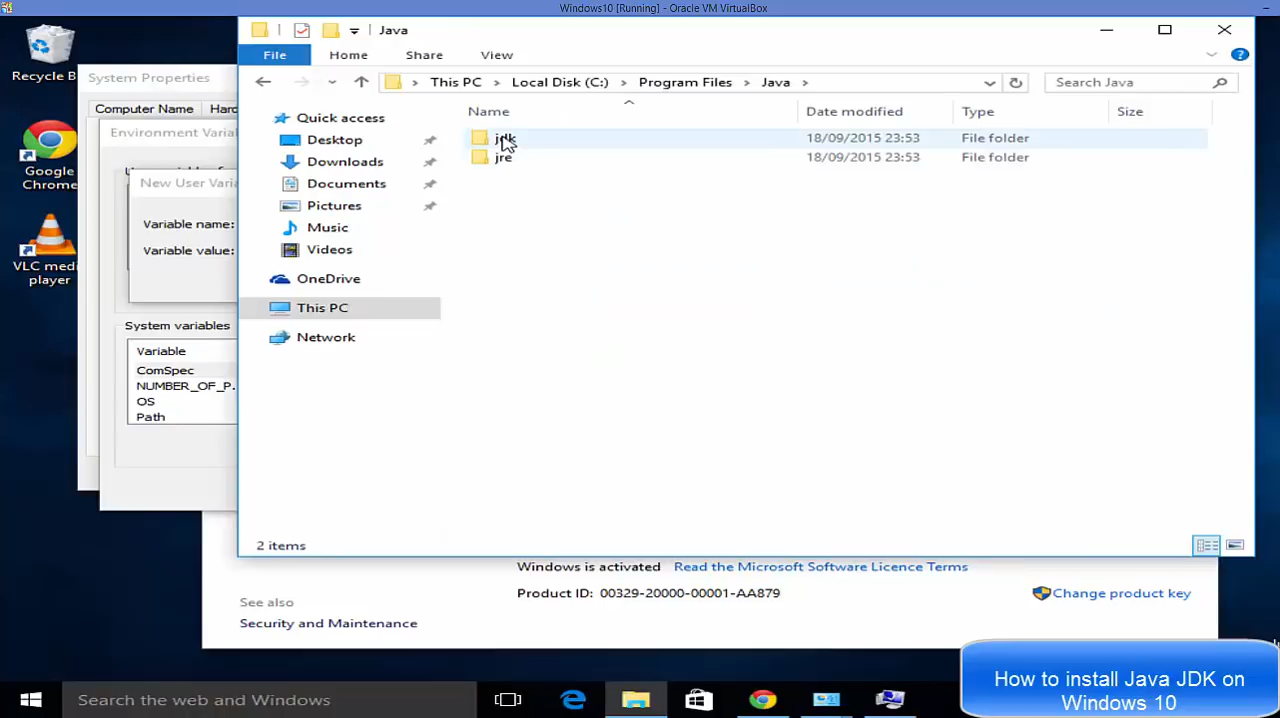 Windows10 [Running] - Oracle VM VirtualBox
Recycle B
Google
Chrome
VLC medi
player
System Properties
Computer Name
Hard
Environment Varia
New User Varia
Variable name:
Variable value:
System variables
Variable
ComSpec
NUMBER_OF_P.
OS
Path
Java
File
Home
Share
View
This PC
Local Disk (C:)
Program Files
Java
Search Java
Quick access
Desktop
Downloads
Documents
Pictures
Music
Videos
OneDrive
This PC
Network
Name
Date modified
Type
Size
jdk
18/09/2015 23:53
File folder
jre
18/09/2015 23:53
File folder
2 items
Windows is activated
Read the Microsoft Software Licence Terms
Product ID: 00329-20000-00001-AA879
Change product key
See also
Security and Maintenance
Search the web and Windows
How to install Java JDK on
Windows 10